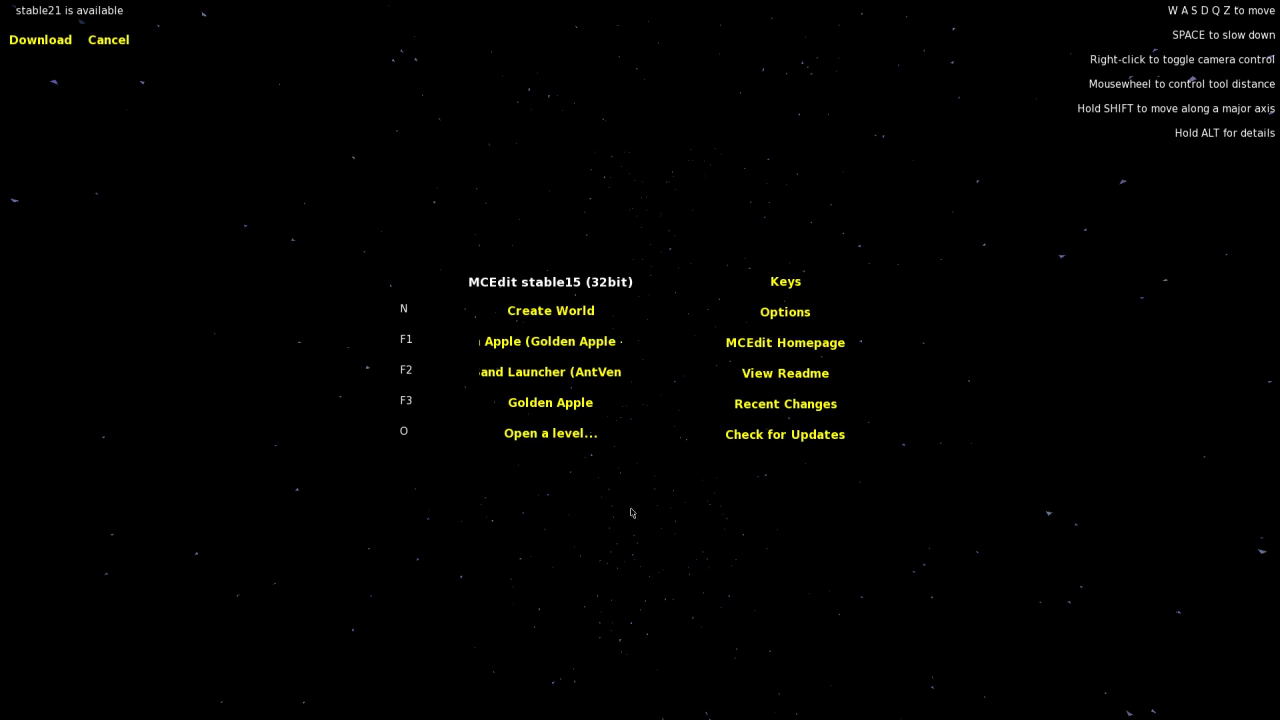 stable21 is available
Download Cancel
W A S D Q Z to move
SPACE to slow down
Right-click to toggle camera control
Mousewheel to control tool distance
Hold SHIFT to move along a major axis
Hold ALT for details
MCEdit stable15 (32bit)
N Create World
F1 Apple (Golden Apple
F2 and Launcher (AntVen
F3 Golden Apple
O Open a level...
Keys
Options
MCEdit Homepage
View Readme
Recent Changes
Check for Updates